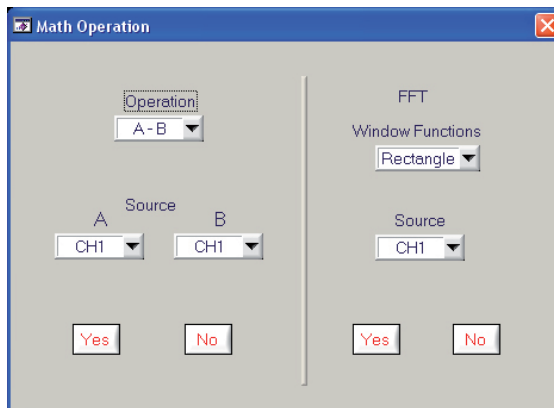 Math Operation
Operation
A - B
Source
A B
CH1 CH1
Yes No
FFT
Window Functions
Rectangle
Source
CH1
Yes No